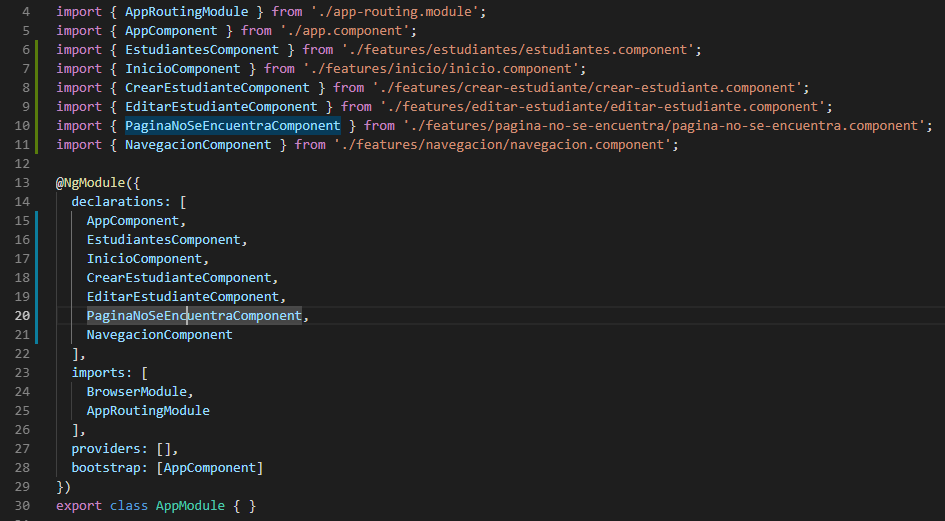 4 import { AppRoutingModule } from './app-routing.module';
5 import { AppComponent } from './app.component';
6 import { EstudiantesComponent } from './features/estudiantes/estudiantes.component';
7 import { InicioComponent } from './features/inicio/inicio.component';
8 import { CrearEstudianteComponent } from './features/crear-estudiante/crear-estudiante.component';
9 import { EditarEstudianteComponent } from './features/editar-estudiante/editar-estudiante.component';
10 import { PaginaNoSeEncuentraComponent } from './features/pagina-no-se-encuentra/pagina-no-se-encuentra.component';
11 import { NavegacionComponent } from './features/navegacion/navegacion.component';
12
13 @NgModule({
14   declarations: [
15     AppComponent,
16     EstudiantesComponent,
17     InicioComponent,
18     CrearEstudianteComponent,
19     EditarEstudianteComponent,
20     PaginaNoSeEncuentraComponent,
21     NavegacionComponent
22   ],
23   imports: [
24     BrowserModule,
25     AppRoutingModule
26   ],
27   providers: [],
28   bootstrap: [AppComponent]
29 })
30 export class AppModule { }